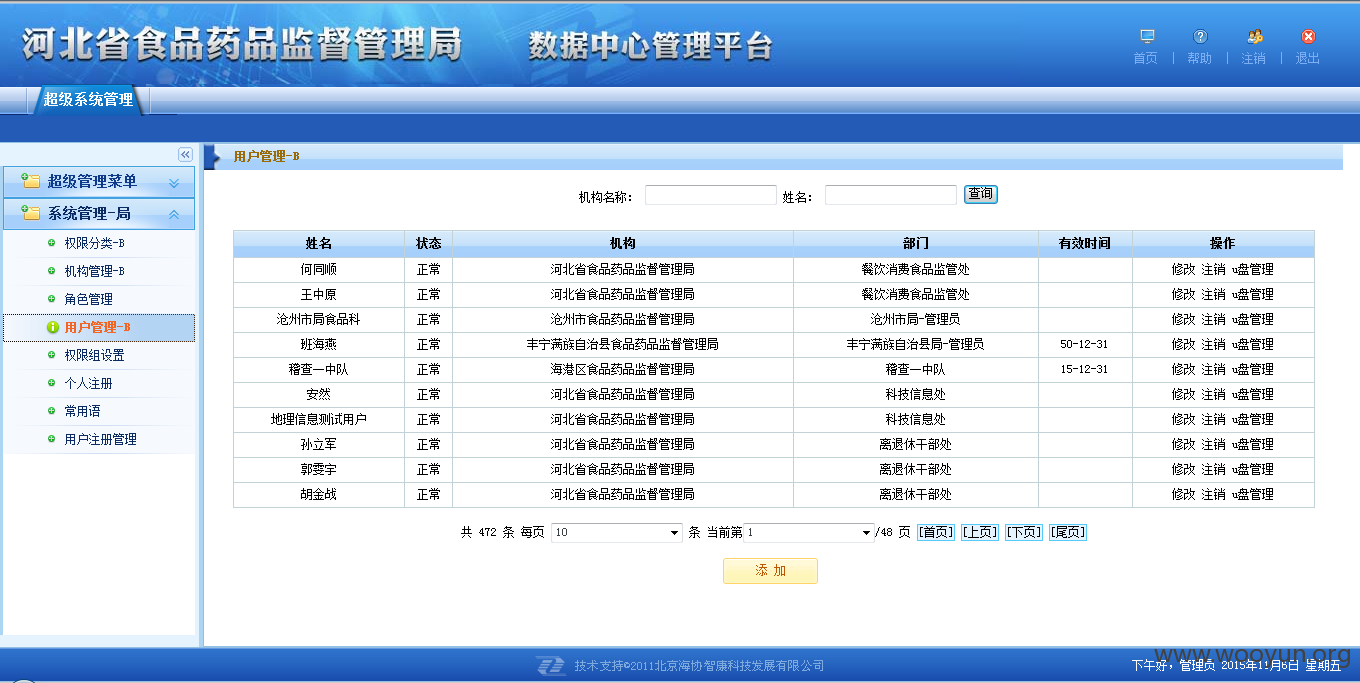 河北省食品药品监督管理局 数据中心管理平台
首页 | 帮助 | 注销 | 退出
超级系统管理
超级管理菜单
系统管理-局
权限分类-B
机构管理-B
角色管理
用户管理-B
权限组设置
个人注册
常用语
用户注册管理
用户管理-B
机构名称： 姓名： 查询
姓名 状态 机构 部门 有效时间 操作
何同顺 正常 河北省食品药品监督管理局 餐饮消费食品监管处 修改 注销 u盘管理
王中原 正常 河北省食品药品监督管理局 餐饮消费食品监管处 修改 注销 u盘管理
沧州市局食品科 正常 沧州市食品药品监督管理局 沧州市局-管理员 修改 注销 u盘管理
班海燕 正常 丰宁满族自治县食品药品监督管理局 丰宁满族自治县局-管理员 50-12-31 修改 注销 u盘管理
稽查一中队 正常 海港区食品药品监督管理局 稽查一中队 15-12-31 修改 注销 u盘管理
安然 正常 河北省食品药品监督管理局 科技信息处 修改 注销 u盘管理
地理信息测试用户 正常 河北省食品药品监督管理局 科技信息处 修改 注销 u盘管理
孙立军 正常 河北省食品药品监督管理局 离退休干部处 修改 注销 u盘管理
郭雯宇 正常 河北省食品药品监督管理局 离退休干部处 修改 注销 u盘管理
胡金战 正常 河北省食品药品监督管理局 离退休干部处 修改 注销 u盘管理
共 472 条 每页 10 条 当前第 1 /48 页 [首页] [上页] [下页] [尾页]
添 加
技术支持©2011北京海协智康科技发展有限公司
www.wooyun.org
下午好，管理员 2015年11月6日 星期五